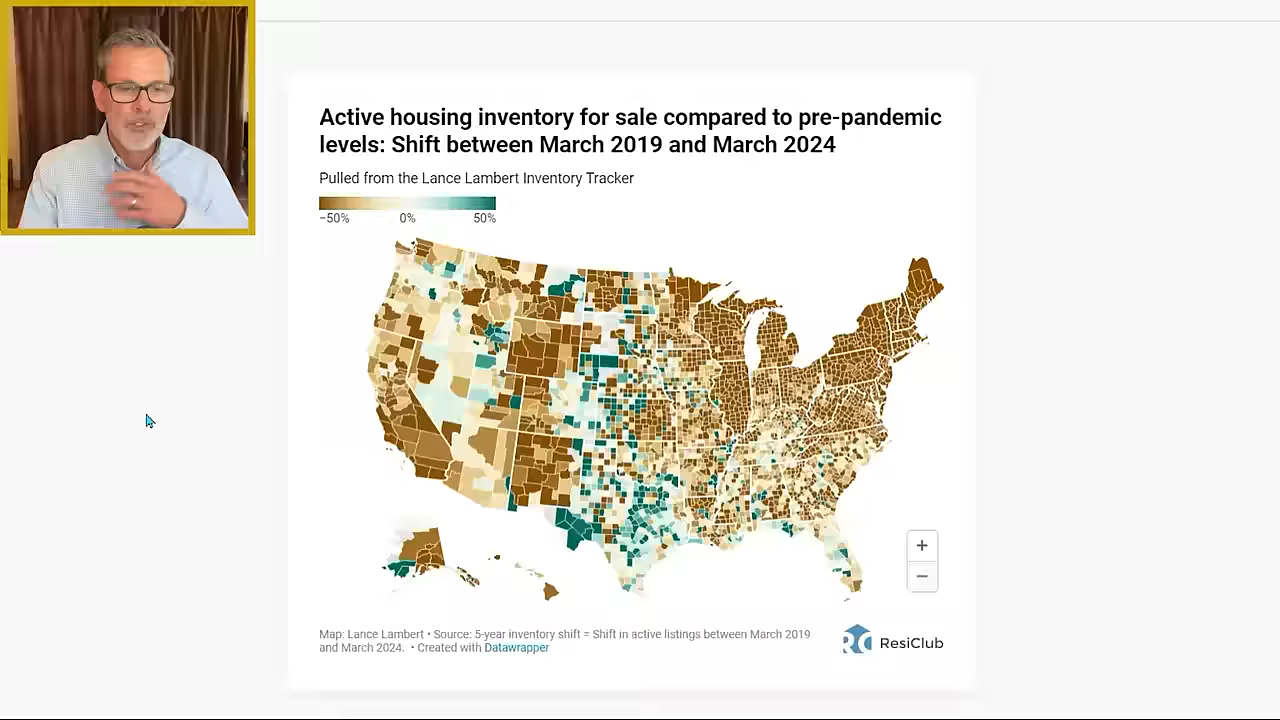 Active housing inventory for sale compared to pre-pandemic
levels: Shift between March 2019 and March 2024
Pulled from the Lance Lambert Inventory Tracker
−50% 0% 50%
+
−
Map: Lance Lambert • Source: 5-year inventory shift = Shift in active listings between March 2019
and March 2024. • Created with Datawrapper
RC ResiClub